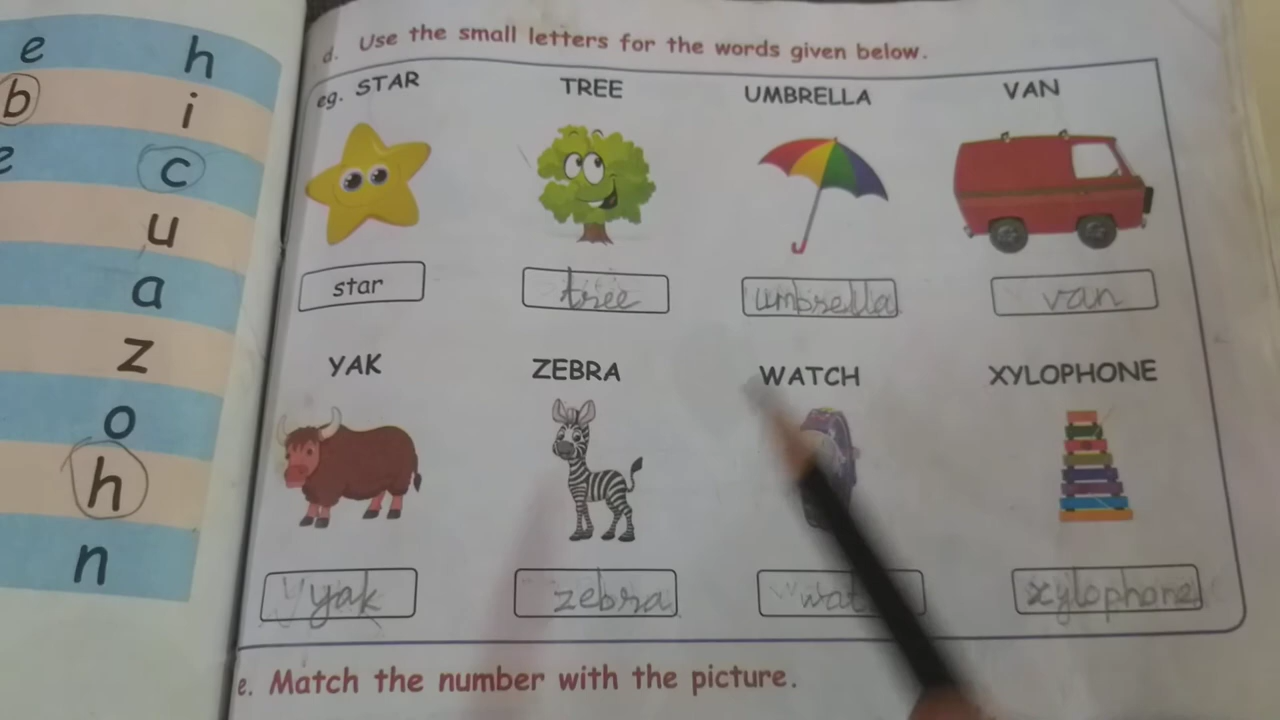 e h
b i
e c
u
a
z
o
h
n
d. Use the small letters for the words given below.
eg. STAR TREE UMBRELLA VAN
star tree umbrella van
YAK ZEBRA WATCH XYLOPHONE
yak zebra xylophone
e. Match the number with the picture.